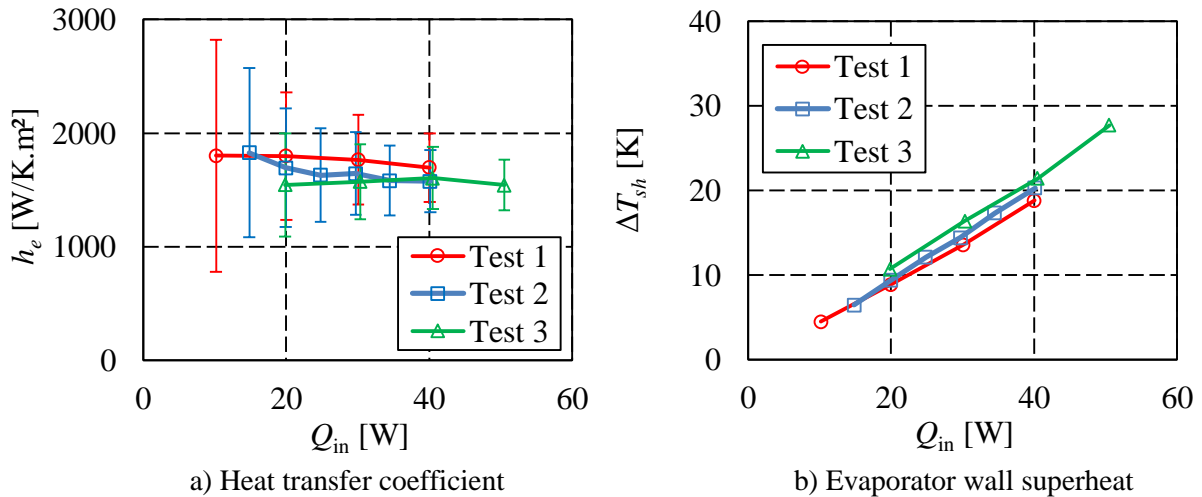 3000
2000
1000
0
h_e [W/K.m²]
Test 1
Test 2
Test 3
0 20 40 60
Q_in [W]
a) Heat transfer coefficient
40
30
20
10
0
ΔT_sh [K]
Test 1
Test 2
Test 3
0 20 40 60
Q_in [W]
b) Evaporator wall superheat